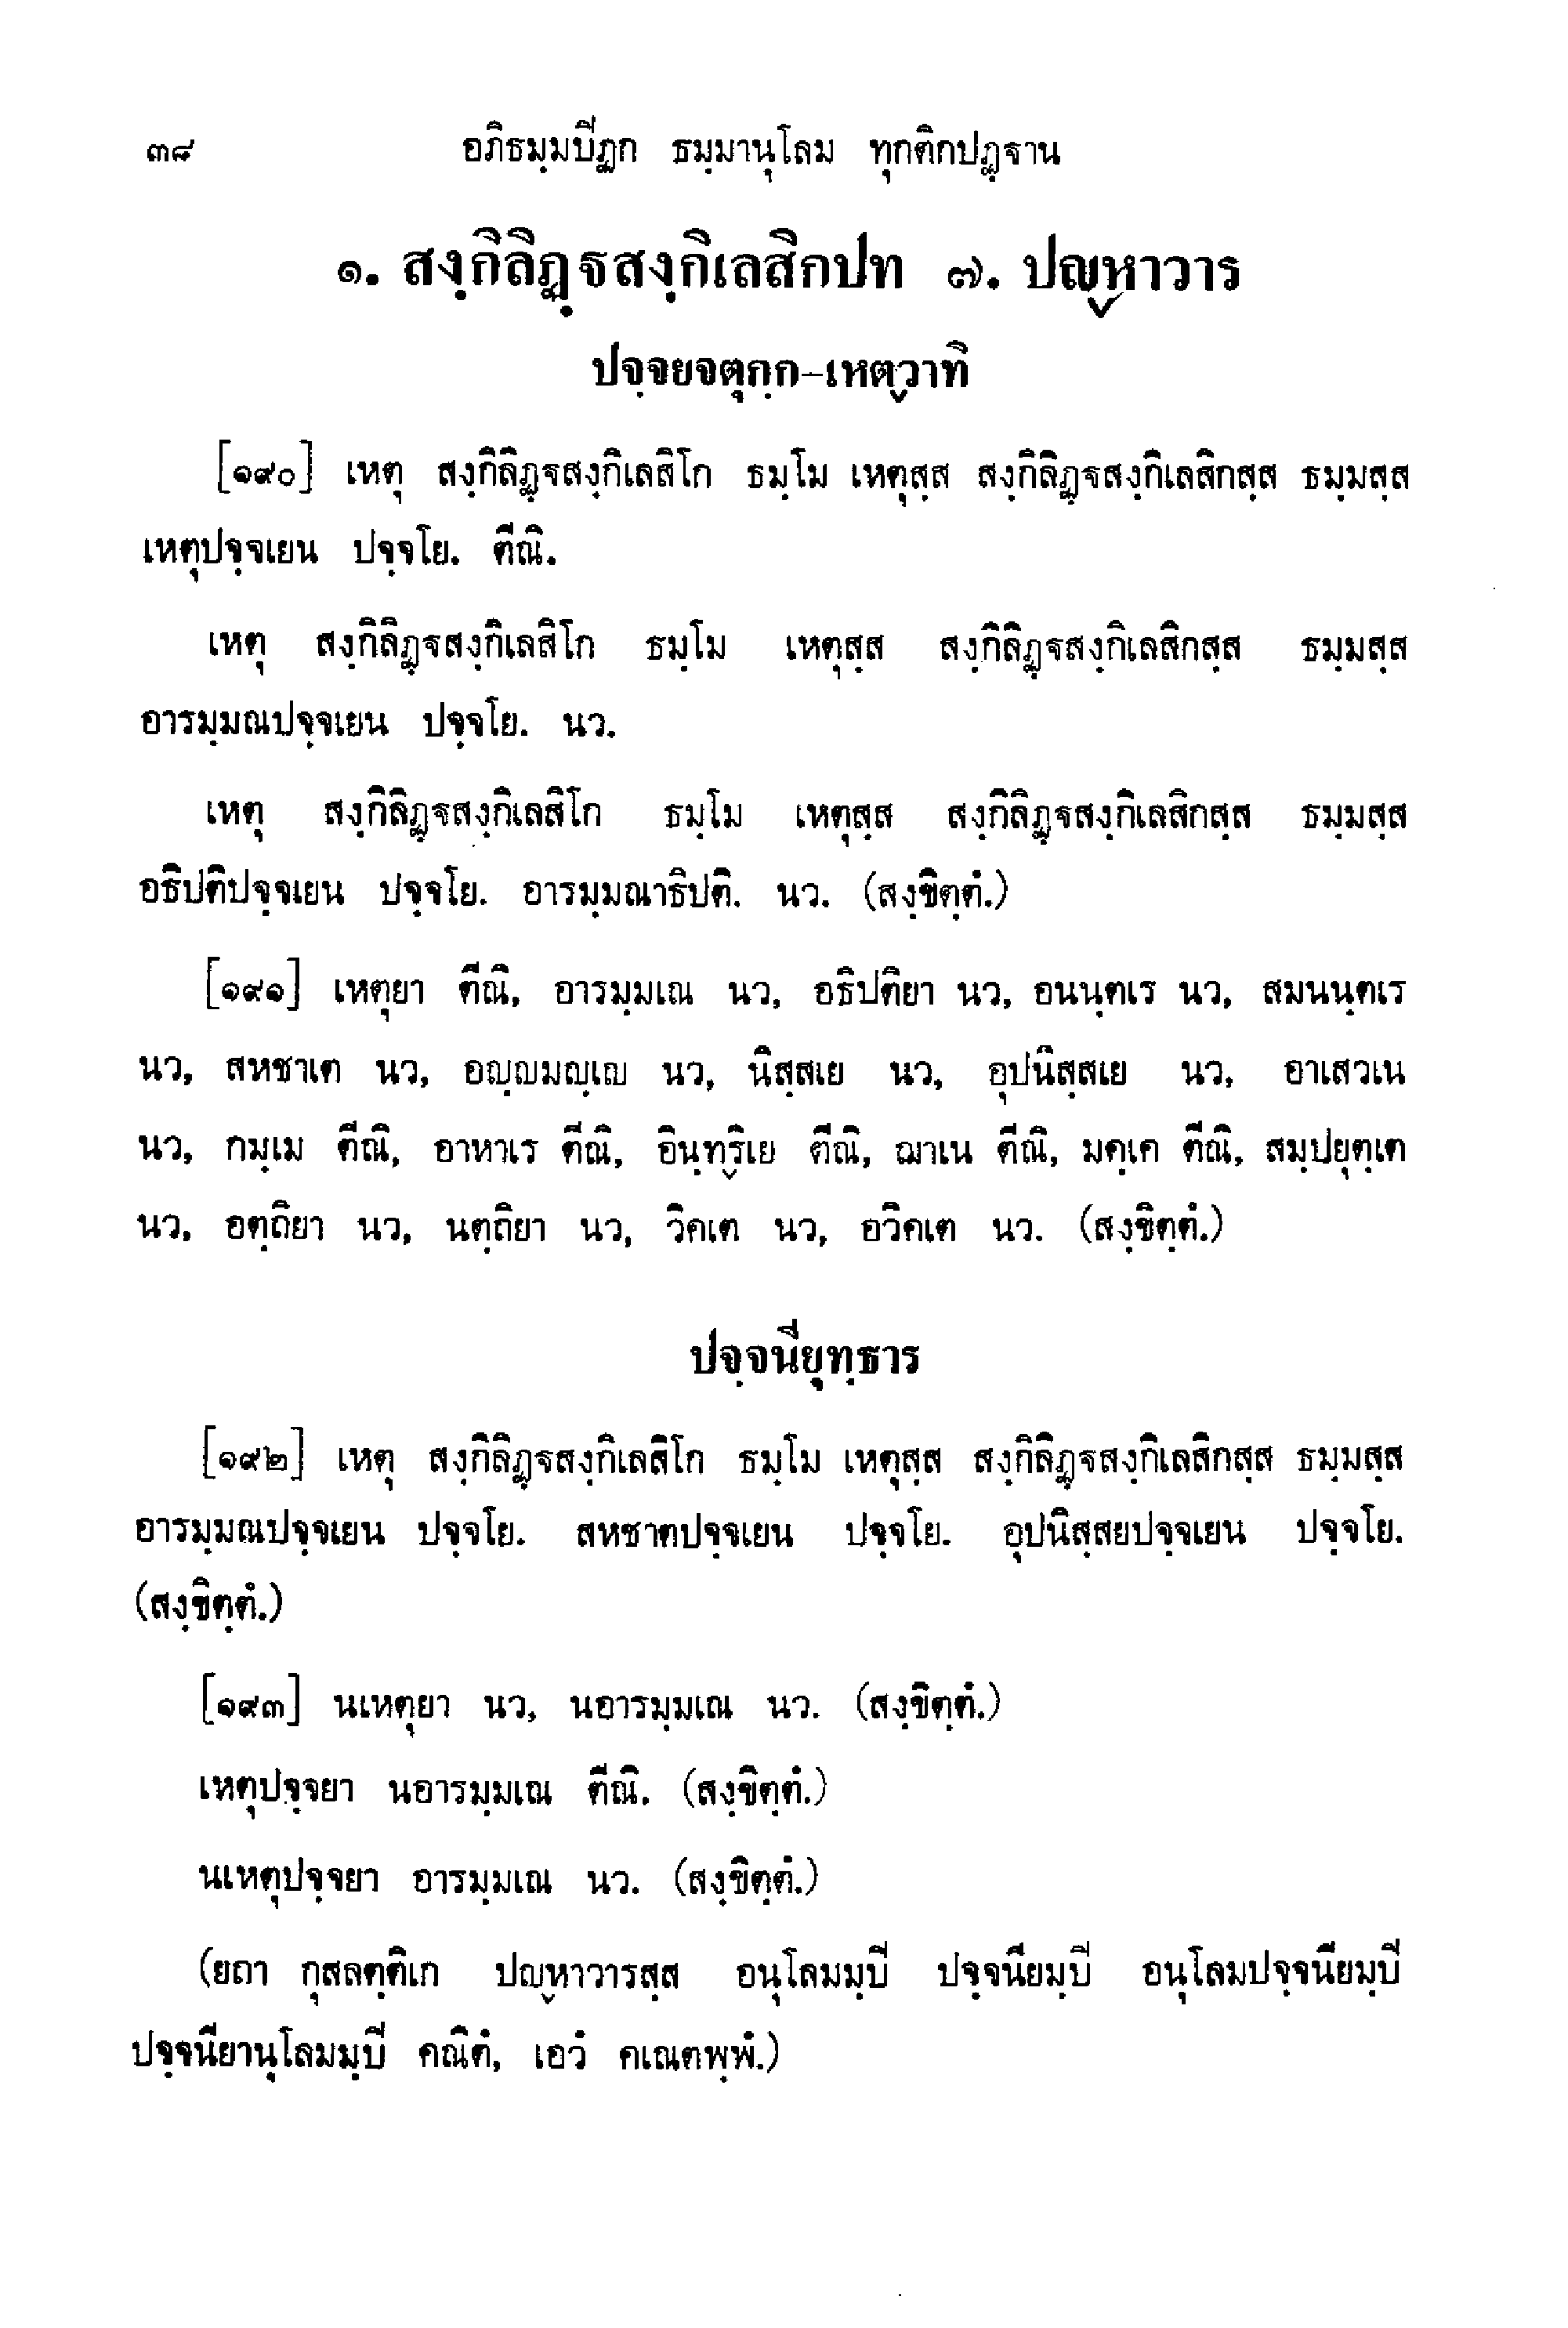 ๓๘ อภิธมฺมปีฏก ธมฺมานุโลม ทุกติกปฏฺฐาน
๑. สงฺกิลิฏฺฐสงฺกิเลสิกปท ๗. ปญฺหาวาร
ปจฺจยจตุกฺก–เหตฺวาทิ
[๑๙๐] เหตุ สงฺกิลิฏฺฐสงฺกิเลสิโก ธมฺโม เหตุสฺส สงฺกิลิฏฺฐสงฺกิเลสิกสฺส ธมฺมสฺส
เหตุปจฺจเยน ปจฺจโย. ตีณิ.
เหตุ สงฺกิลิฏฺฐสงฺกิเลสิโก ธมฺโม เหตุสฺส สงฺกิลิฏฺฐสงฺกิเลสิกสฺส ธมฺมสฺส
อารมฺมณปจฺจเยน ปจฺจโย. นว.
เหตุ สงฺกิลิฏฺฐสงฺกิเลสิโก ธมฺโม เหตุสฺส สงฺกิลิฏฺฐสงฺกิเลสิกสฺส ธมฺมสฺส
อธิปติปจฺจเยน ปจฺจโย. อารมฺมณาธิปติ. นว. (สงฺขิตฺตํ.)
[๑๙๑] เหตุยา ตีณิ, อารมฺมเณ นว, อธิปติยา นว, อนนฺตเร นว, สมนนฺตเร
นว, สหชาเต นว, อญฺญมญฺเญ นว, นิสฺสเย นว, อุปนิสฺสเย นว, อาเสวเน
นว, กมฺเม ตีณิ, อาหาเร ตีณิ, อินฺทฺริเย ตีณิ, ฌาเน ตีณิ, มคฺเค ตีณิ, สมฺปยุตฺเต
นว, อตฺถิยา นว, นตฺถิยา นว, วิคเต นว, อวิคเต นว. (สงฺขิตฺตํ.)
ปจฺจนียุทฺธาร
[๑๙๒] เหตุ สงฺกิลิฏฺฐสงฺกิเลสิโก ธมฺโม เหตุสฺส สงฺกิลิฏฺฐสงฺกิเลสิกสฺส ธมฺมสฺส
อารมฺมณปจฺจเยน ปจฺจโย. สหชาตปจฺจเยน ปจฺจโย. อุปนิสฺสยปจฺจเยน ปจฺจโย.
(สงฺขิตฺตํ.)
[๑๙๓] นเหตุยา นว, นอารมฺมเณ นว. (สงฺขิตฺตํ.)
เหตุปจฺจยา นอารมฺมเณ ตีณิ. (สงฺขิตฺตํ.)
นเหตุปจฺจยา อารมฺมเณ นว. (สงฺขิตฺตํ.)
(ยถา กุสลตฺติเก ปญฺหาวารสฺส อนุโลมมฺปี ปจฺจนียมฺปี อนุโลมปจฺจนียมฺปี
ปจฺจนียานุโลมมฺปี คณิตํ, เอวํ คเณตพฺพํ.)